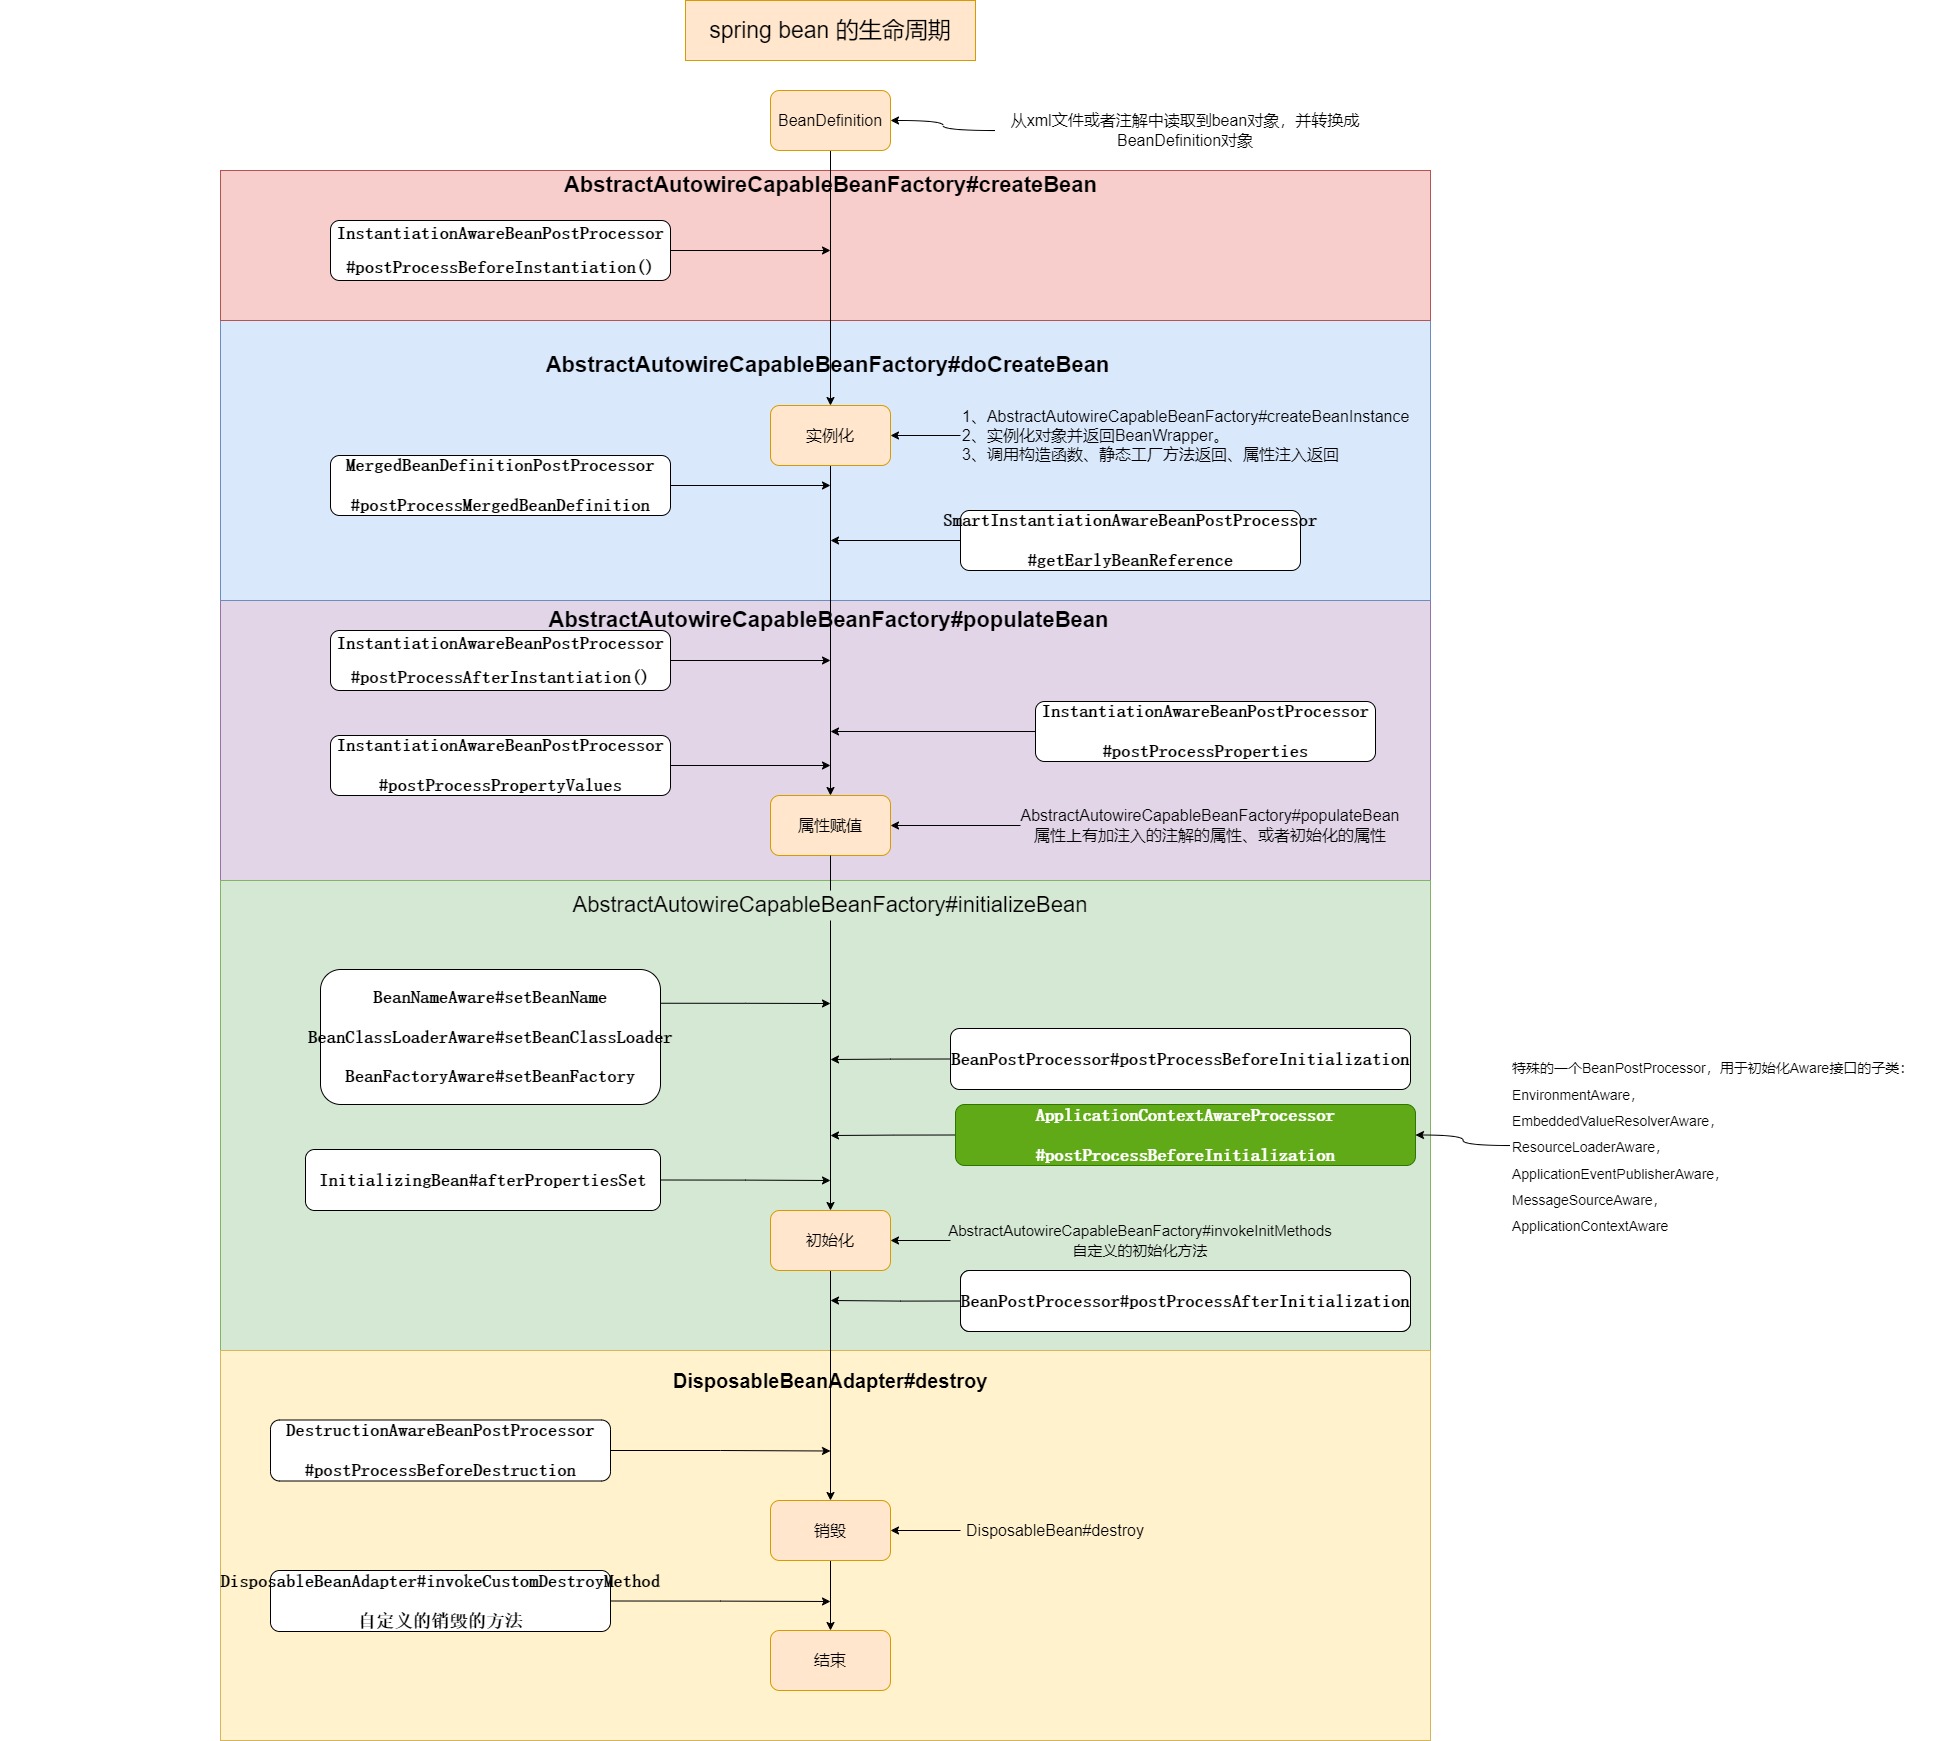 spring bean 的生命周期
BeanDefinition
从xml文件或者注解中读取到bean对象，并转换成
BeanDefinition对象
AbstractAutowireCapableBeanFactory#createBean
InstantiationAwareBeanPostProcessor
#postProcessBeforeInstantiation()
AbstractAutowireCapableBeanFactory#doCreateBean
实例化
1、AbstractAutowireCapableBeanFactory#createBeanInstance
2、实例化对象并返回BeanWrapper。
3、调用构造函数、静态工厂方法返回、属性注入返回
MergedBeanDefinitionPostProcessor
#postProcessMergedBeanDefinition
SmartInstantiationAwareBeanPostProcessor
#getEarlyBeanReference
AbstractAutowireCapableBeanFactory#populateBean
InstantiationAwareBeanPostProcessor
#postProcessAfterInstantiation()
InstantiationAwareBeanPostProcessor
#postProcessProperties
InstantiationAwareBeanPostProcessor
#postProcessPropertyValues
属性赋值
AbstractAutowireCapableBeanFactory#populateBean
属性上有加注入的注解的属性、或者初始化的属性
AbstractAutowireCapableBeanFactory#initializeBean
BeanNameAware#setBeanName
BeanClassLoaderAware#setBeanClassLoader
BeanFactoryAware#setBeanFactory
BeanPostProcessor#postProcessBeforeInitialization
ApplicationContextAwareProcessor
#postProcessBeforeInitialization
特殊的一个BeanPostProcessor，用于初始化Aware接口的子类：
EnvironmentAware，
EmbeddedValueResolverAware，
ResourceLoaderAware，
ApplicationEventPublisherAware，
MessageSourceAware，
ApplicationContextAware
InitializingBean#afterPropertiesSet
初始化
AbstractAutowireCapableBeanFactory#invokeInitMethods
自定义的初始化方法
BeanPostProcessor#postProcessAfterInitialization
DisposableBeanAdapter#destroy
DestructionAwareBeanPostProcessor
#postProcessBeforeDestruction
销毁
DisposableBean#destroy
DisposableBeanAdapter#invokeCustomDestroyMethod
自定义的销毁的方法
结束